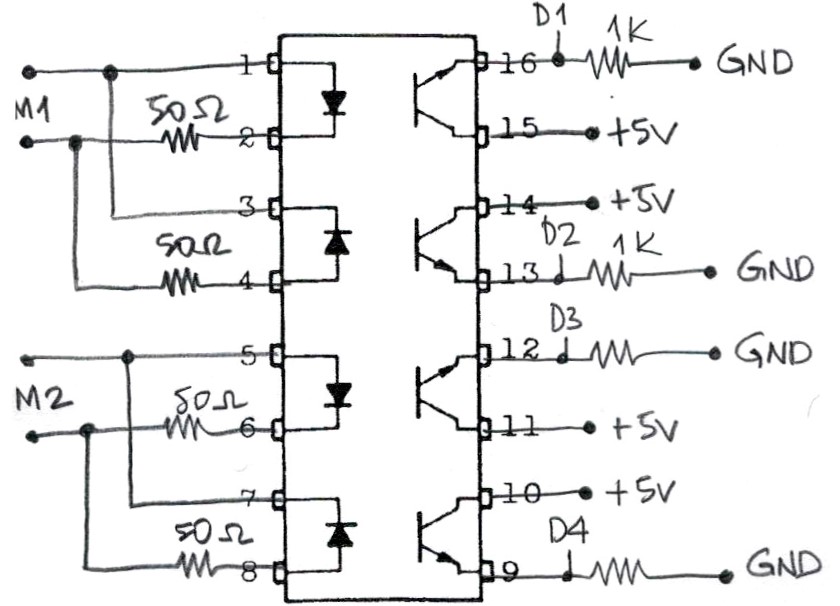 D1
1 16 1K GND
M1 50Ω 2 15 +5V
3 14 +5V
D2
50Ω 4 13 1K GND
D3
5 12 GND
M2 50Ω 6 11 +5V
7 10 +5V
D4
50Ω 8 9 GND